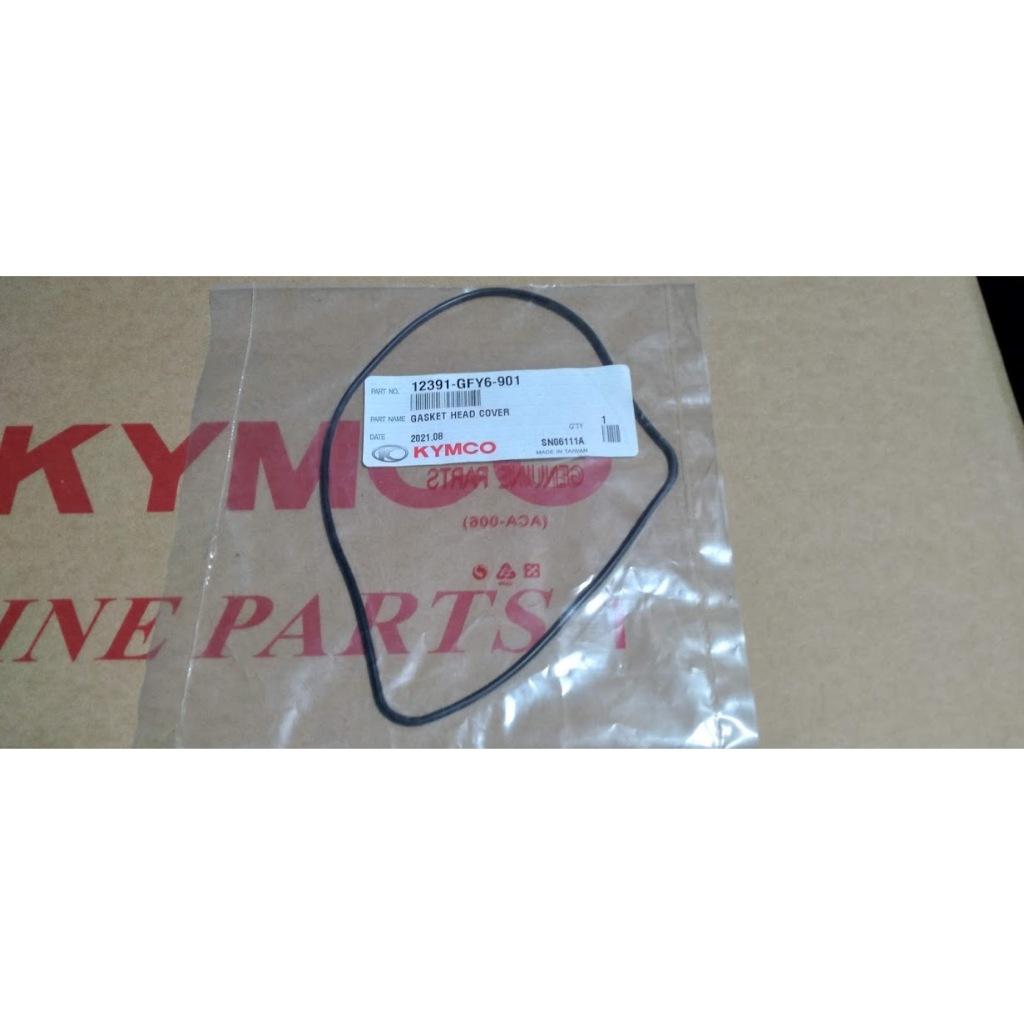 PART NO. 12391-GFY6-901
PART NAME GASKET HEAD COVER
Q'TY 1
DATE 2021.08
SN06111A
KYMCO
MADE IN TAIWAN
KYMCO
GENUINE PARTS
(ACA-006)
INE PARTS